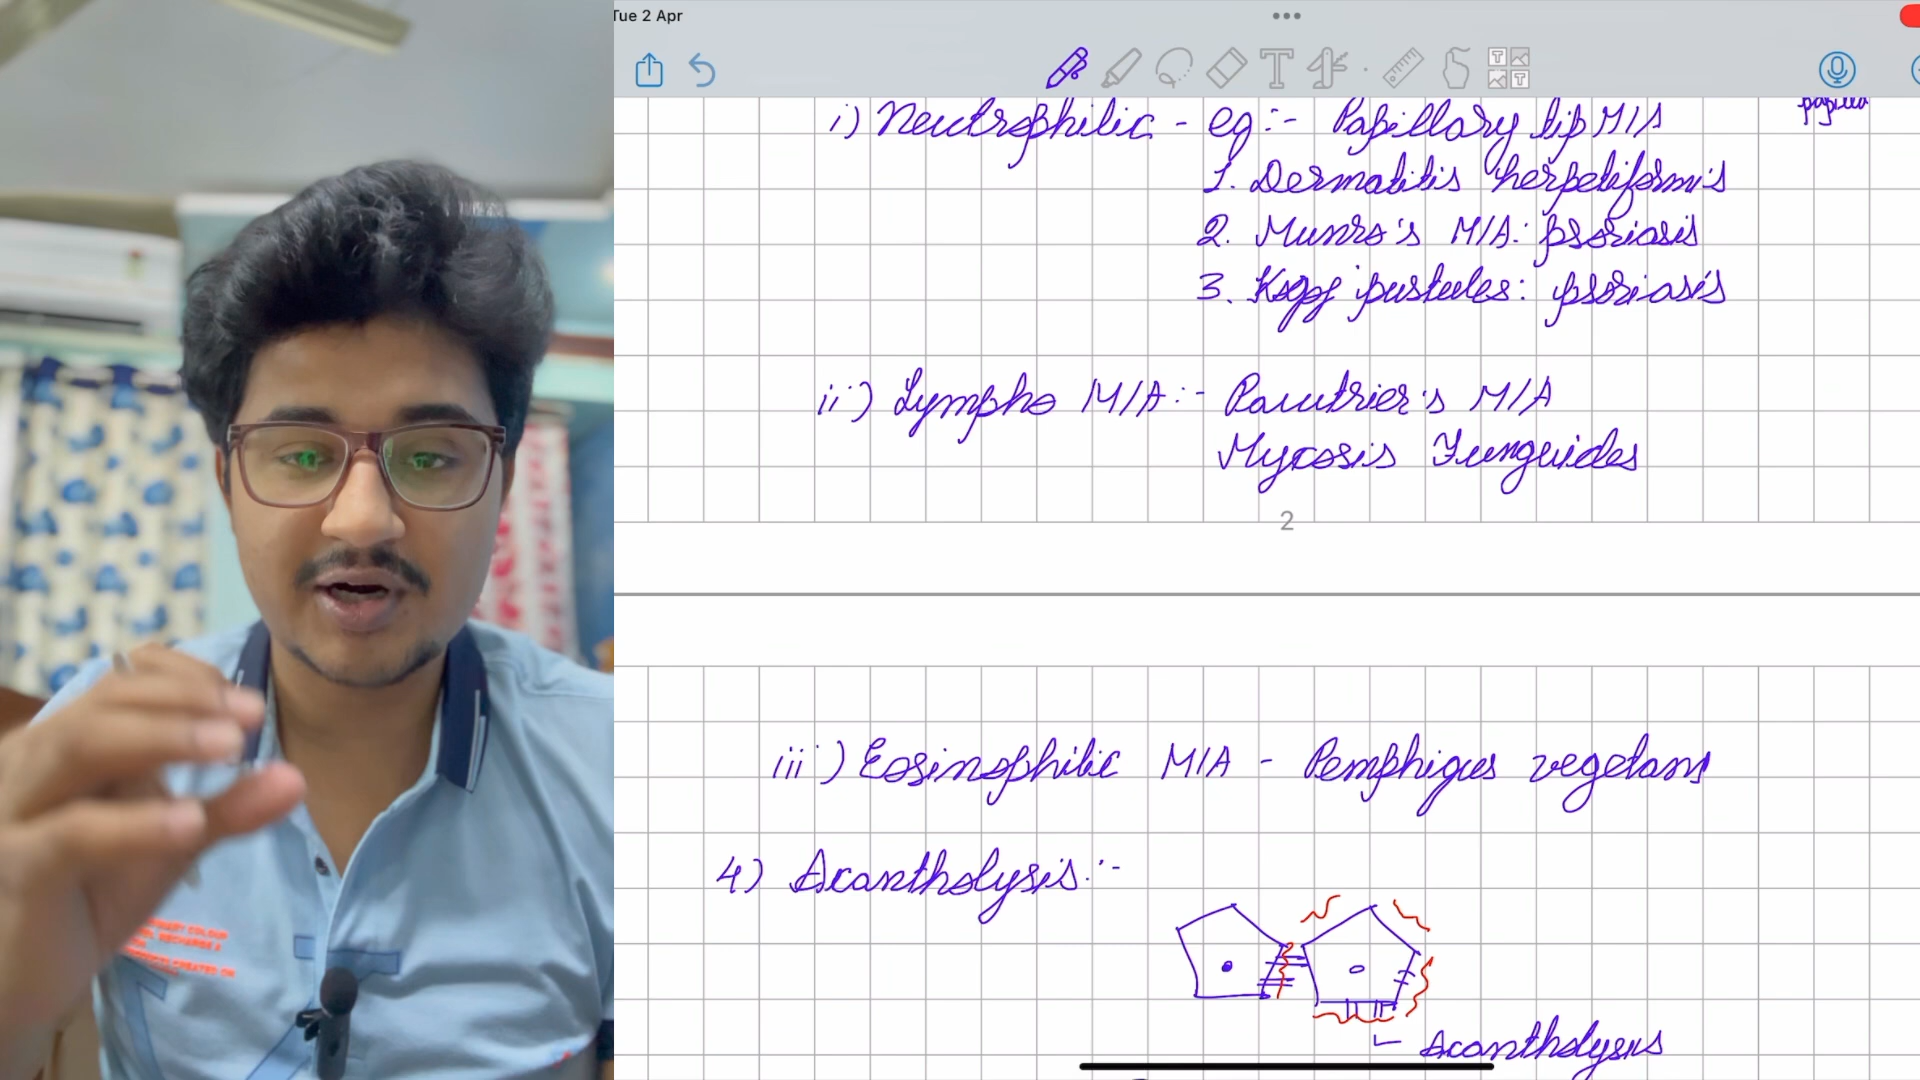 Tue 2 Apr
papilla
i) Neutrophilic - eg:- Papillary tip M/A
1. Dermatitis herpetiformis
2. Munro's M/A: psoriasis
3. Kogoj pustules: psoriasis
ii) Lympho M/A:- Pautrier's M/A
Mycosis Fungoides
2
iii) Eosinophilic M/A - Pemphigus vegetans
4) Acantholysis:-
Acantholysis